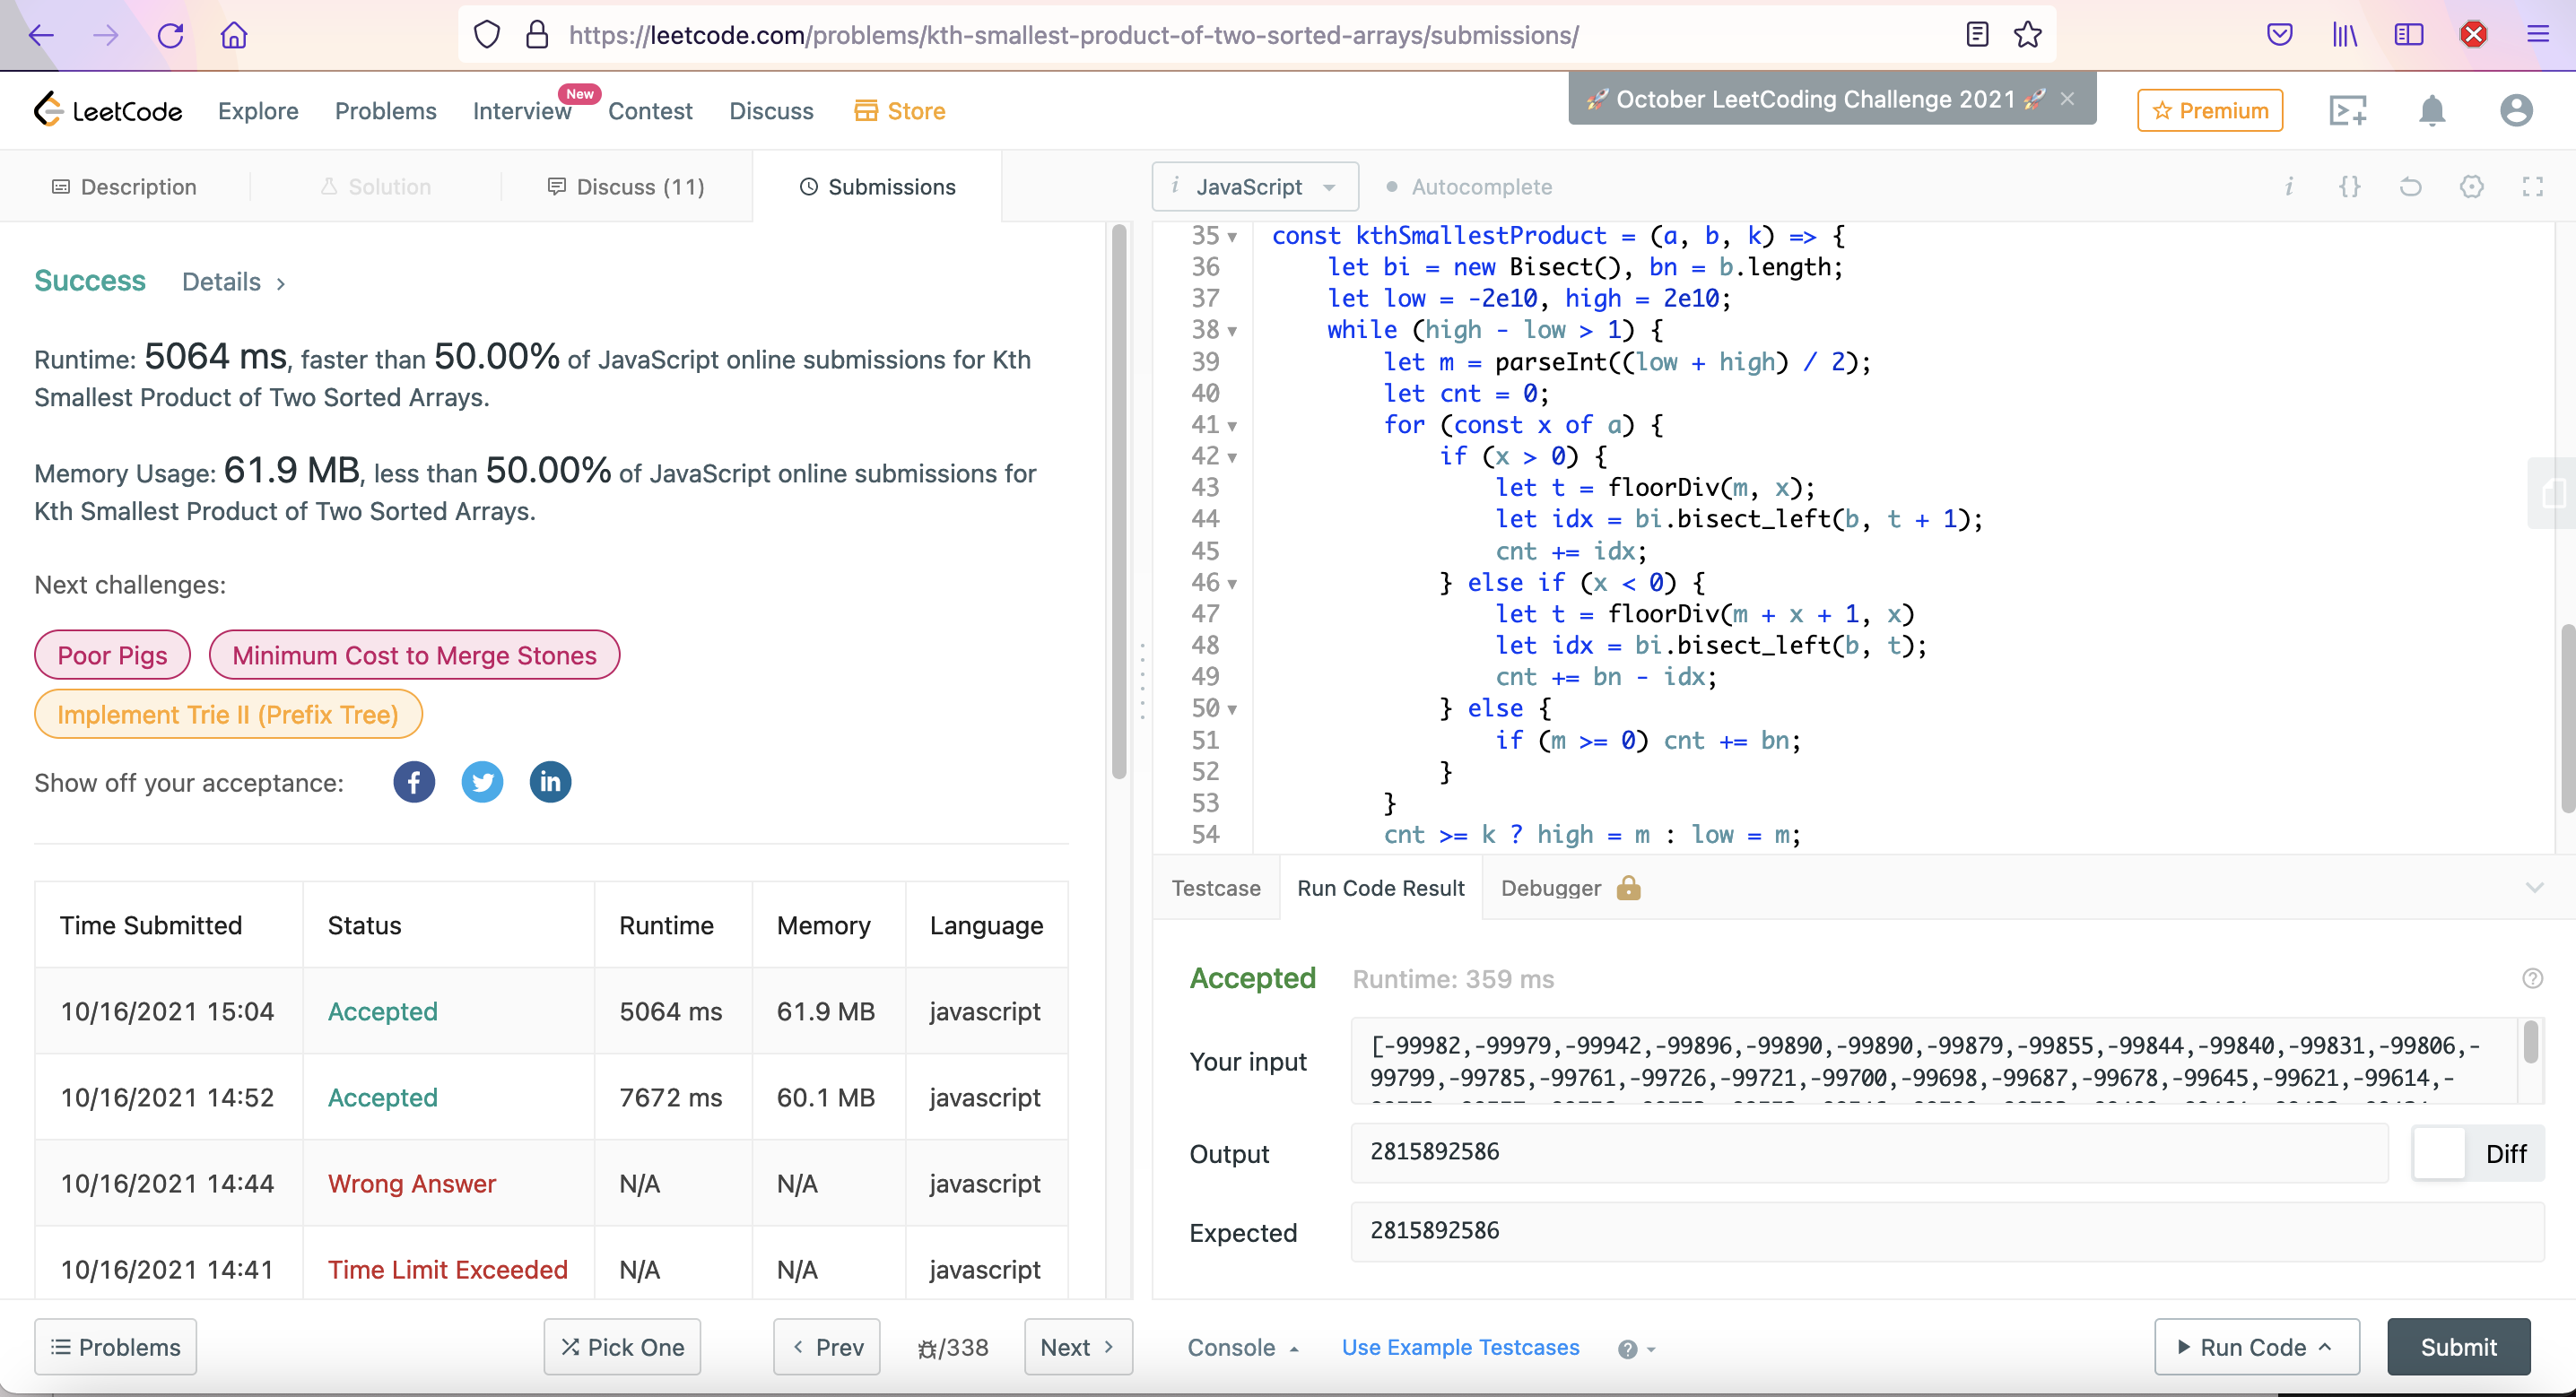 https://leetcode.com/problems/kth-smallest-product-of-two-sorted-arrays/submissions/
LeetCode Explore Problems Interview New Contest Discuss Store
🚀 October LeetCoding Challenge 2021 🚀 ×
Premium
Description Solution Discuss (11) Submissions
Success Details >
Runtime: 5064 ms, faster than 50.00% of JavaScript online submissions for Kth
Smallest Product of Two Sorted Arrays.
Memory Usage: 61.9 MB, less than 50.00% of JavaScript online submissions for
Kth Smallest Product of Two Sorted Arrays.
Next challenges:
Poor Pigs Minimum Cost to Merge Stones
Implement Trie II (Prefix Tree)
Show off your acceptance:
Time Submitted Status Runtime Memory Language
10/16/2021 15:04 Accepted 5064 ms 61.9 MB javascript
10/16/2021 14:52 Accepted 7672 ms 60.1 MB javascript
10/16/2021 14:44 Wrong Answer N/A N/A javascript
10/16/2021 14:41 Time Limit Exceeded N/A N/A javascript
Problems Pick One < Prev /338 Next >
i JavaScript Autocomplete
35 const kthSmallestProduct = (a, b, k) => {
36 let bi = new Bisect(), bn = b.length;
37 let low = -2e10, high = 2e10;
38 while (high - low > 1) {
39 let m = parseInt((low + high) / 2);
40 let cnt = 0;
41 for (const x of a) {
42 if (x > 0) {
43 let t = floorDiv(m, x);
44 let idx = bi.bisect_left(b, t + 1);
45 cnt += idx;
46 } else if (x < 0) {
47 let t = floorDiv(m + x + 1, x)
48 let idx = bi.bisect_left(b, t);
49 cnt += bn - idx;
50 } else {
51 if (m >= 0) cnt += bn;
52 }
53 }
54 cnt >= k ? high = m : low = m;
Testcase Run Code Result Debugger
Accepted Runtime: 359 ms
Your input
[-99982,-99979,-99942,-99896,-99890,-99890,-99879,-99855,-99844,-99840,-99831,-99806,-
99799,-99785,-99761,-99726,-99721,-99700,-99698,-99687,-99678,-99645,-99621,-99614,-
Output 2815892586 Diff
Expected 2815892586
Console Use Example Testcases Run Code Submit